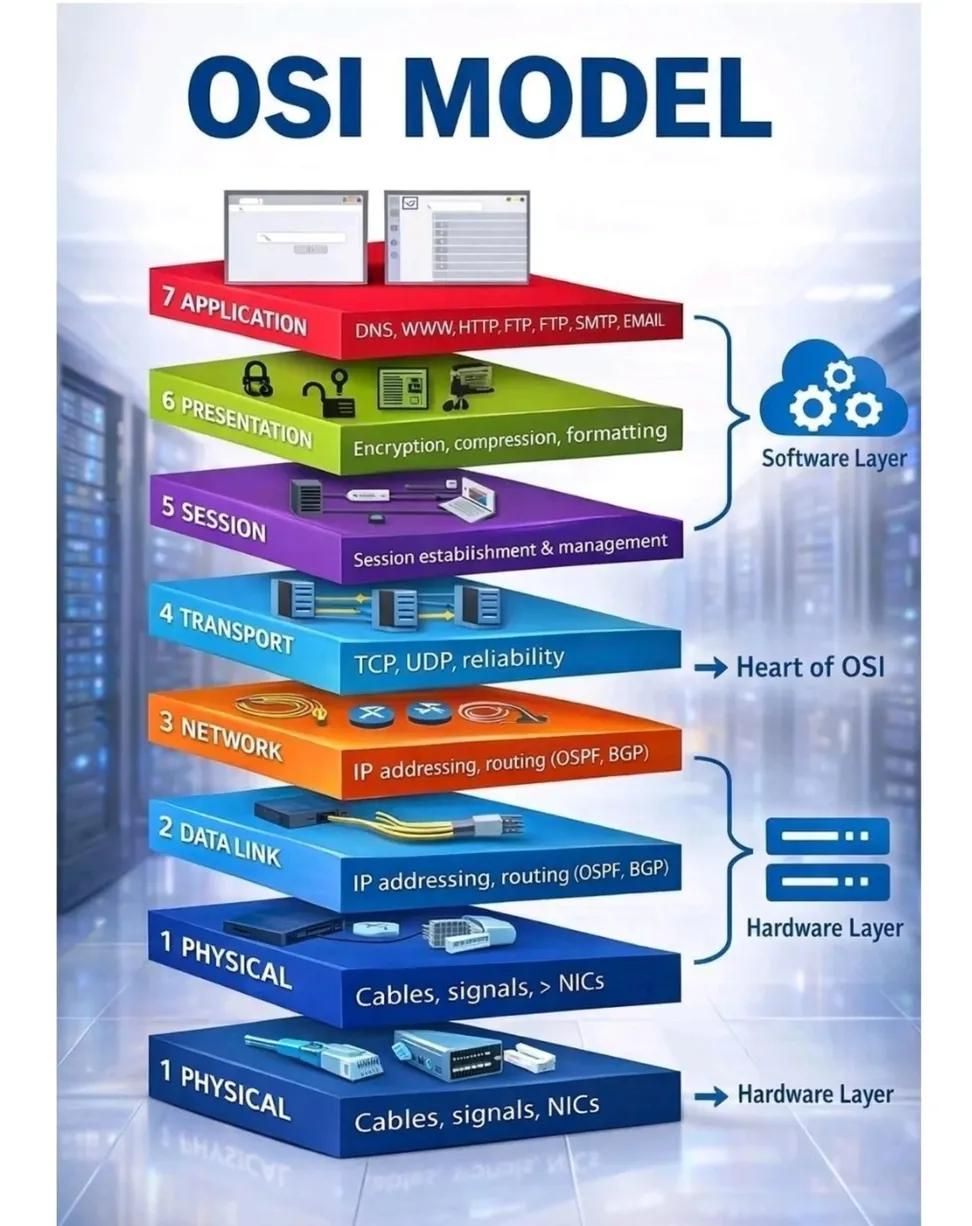 OSI MODEL
7 APPLICATION
DNS, WWW, HTTP, FTP, FTP, SMTP, EMAIL
6 PRESENTATION
Encryption, compression, formatting
Software Layer
5 SESSION
Session estabIishment & management
4 TRANSPORT
TCP, UDP, reliability
Heart of OSI
3 NETWORK
IP addressing, routing (OSPF, BGP)
2 DATA LINK
IP addressing, routing (OSPF, BGP)
Hardware Layer
1 PHYSICAL
Cables, signals, > NICs
1 PHYSICAL
Cables, signals, NICs
Hardware Layer